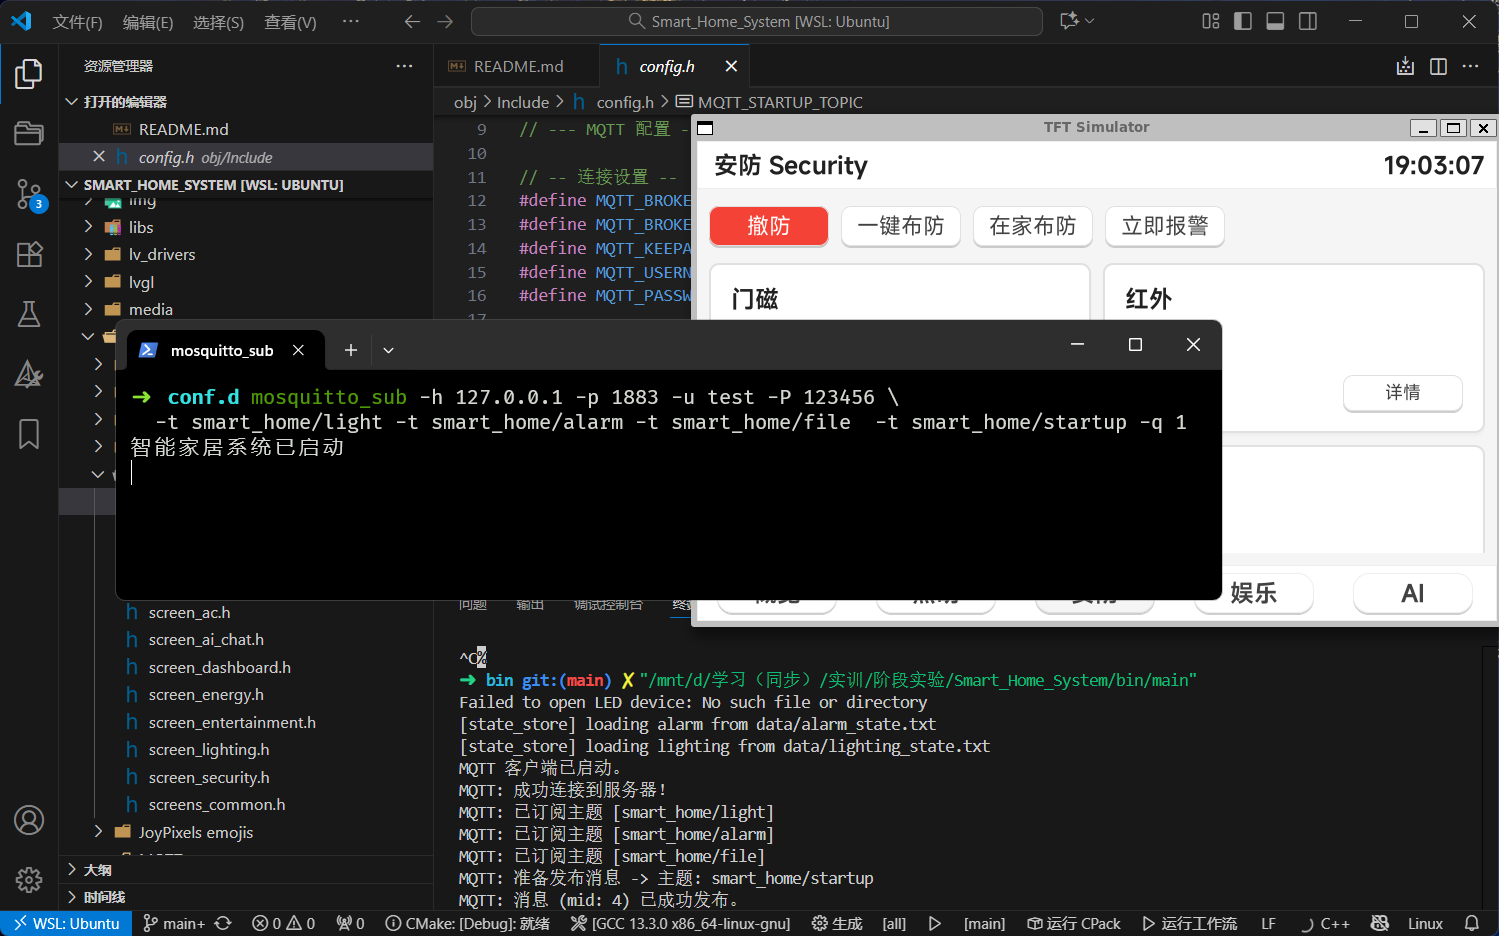 文件(F) 编辑(E) 选择(S) 查看(V) ··· Smart_Home_System [WSL: Ubuntu]
资源管理器
打开的编辑器
README.md
config.h obj/Include
SMART_HOME_SYSTEM [WSL: UBUNTU]
img
libs
lv_drivers
lvgl
media
screen_ac.h
screen_ai_chat.h
screen_dashboard.h
screen_energy.h
screen_entertainment.h
screen_lighting.h
screen_security.h
screens_common.h
JoyPixels emojis
大纲
时间线
3
README.md config.h
obj > Include > config.h > MQTT_STARTUP_TOPIC
9 // --- MQTT 配置 -
10
11 // -- 连接设置 --
12 #define MQTT_BROKE
13 #define MQTT_BROKE
14 #define MQTT_KEEPA
15 #define MQTT_USERN
16 #define MQTT_PASSW
17
TFT Simulator
安防 Security 19:03:07
撤防 一键布防 在家布防 立即报警
门磁 红外
详情
娱乐 AI
mosquitto_sub
➜ conf.d mosquitto_sub -h 127.0.0.1 -p 1883 -u test -P 123456 \
-t smart_home/light -t smart_home/alarm -t smart_home/file -t smart_home/startup -q 1
智能家居系统已启动
问题 输出 调试控制台
^C%
➜ bin git:(main) ✗ "/mnt/d/学习（同步）/实训/阶段实验/Smart_Home_System/bin/main"
Failed to open LED device: No such file or directory
[state_store] loading alarm from data/alarm_state.txt
[state_store] loading lighting from data/lighting_state.txt
MQTT 客户端已启动。
MQTT: 成功连接到服务器！
MQTT: 已订阅主题 [smart_home/light]
MQTT: 已订阅主题 [smart_home/alarm]
MQTT: 已订阅主题 [smart_home/file]
MQTT: 准备发布消息 -> 主题: smart_home/startup
MQTT: 消息 (mid: 4) 已成功发布。
WSL: Ubuntu main+ 0 0 0 CMake: [Debug]: 就绪 [GCC 13.3.0 x86_64-linux-gnu] 生成 [all] [main] 运行 CPack 运行工作流 LF C++ Linux